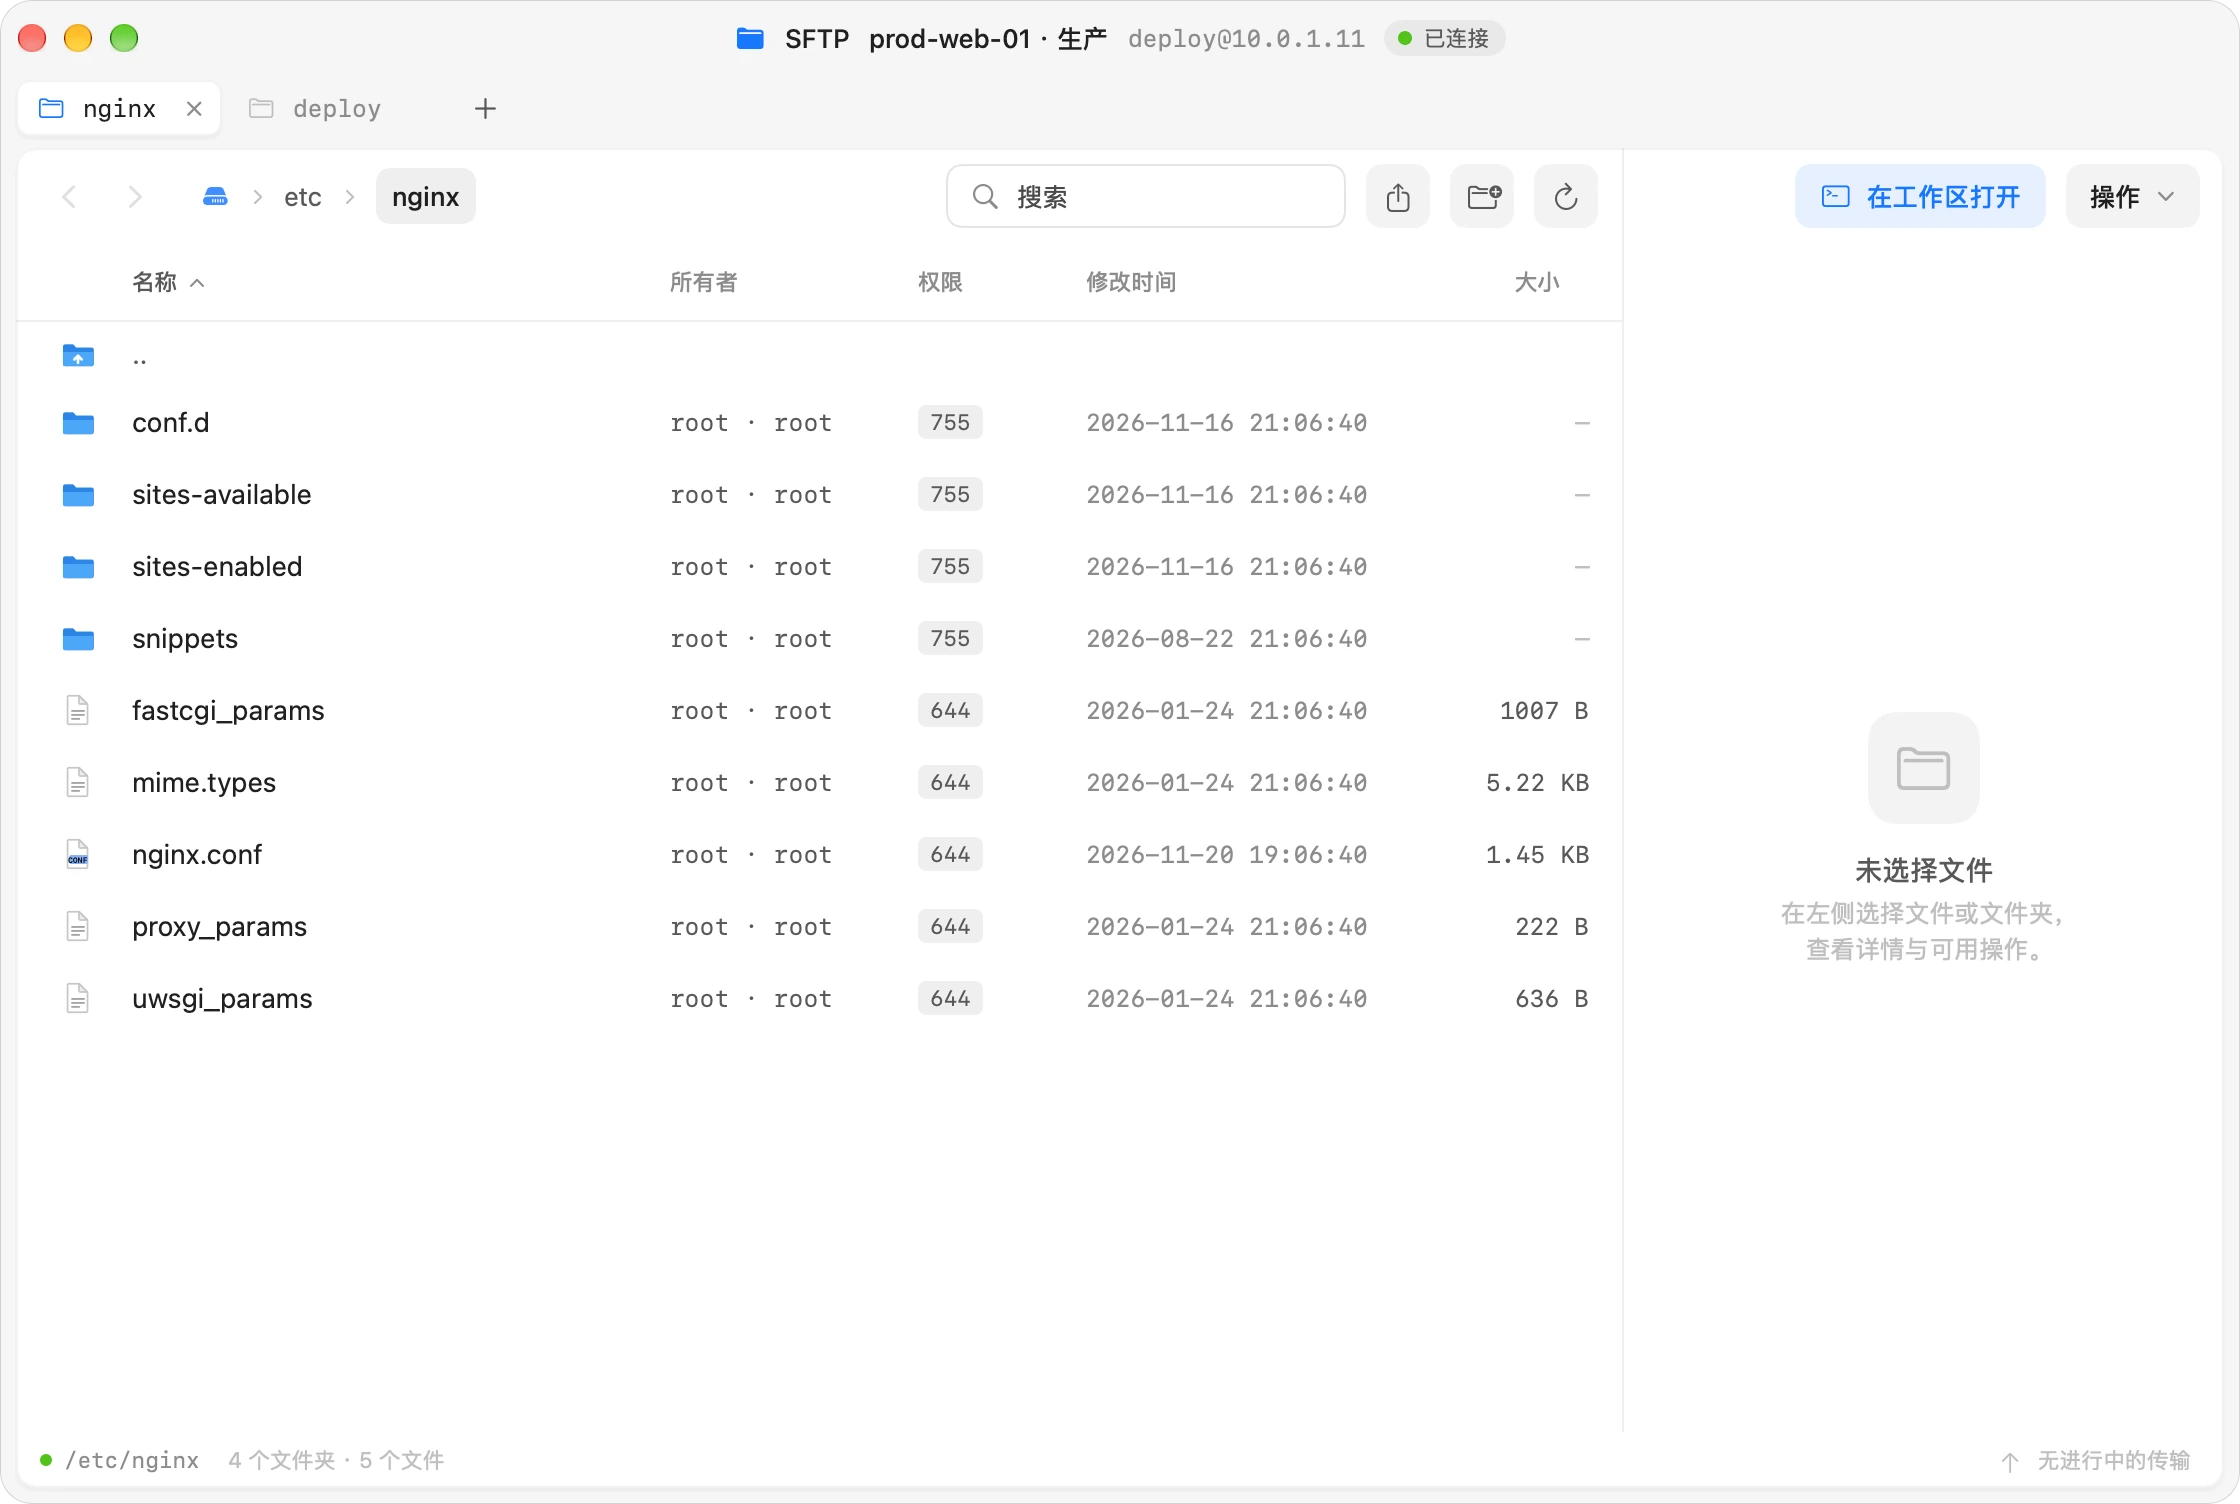 SFTP prod-web-01 · 生产 deploy@10.0.1.11 已连接
nginx deploy
etc nginx 搜索 在工作区打开 操作
名称 所有者 权限 修改时间 大小
..
conf.d root · root 755 2026-11-16 21:06:40 —
sites-available root · root 755 2026-11-16 21:06:40 —
sites-enabled root · root 755 2026-11-16 21:06:40 —
snippets root · root 755 2026-08-22 21:06:40 —
fastcgi_params root · root 644 2026-01-24 21:06:40 1007 B
mime.types root · root 644 2026-01-24 21:06:40 5.22 KB
CONF nginx.conf root · root 644 2026-11-20 19:06:40 1.45 KB
proxy_params root · root 644 2026-01-24 21:06:40 222 B
uwsgi_params root · root 644 2026-01-24 21:06:40 636 B
未选择文件
在左侧选择文件或文件夹，
查看详情与可用操作。
/etc/nginx 4 个文件夹 · 5 个文件 无进行中的传输